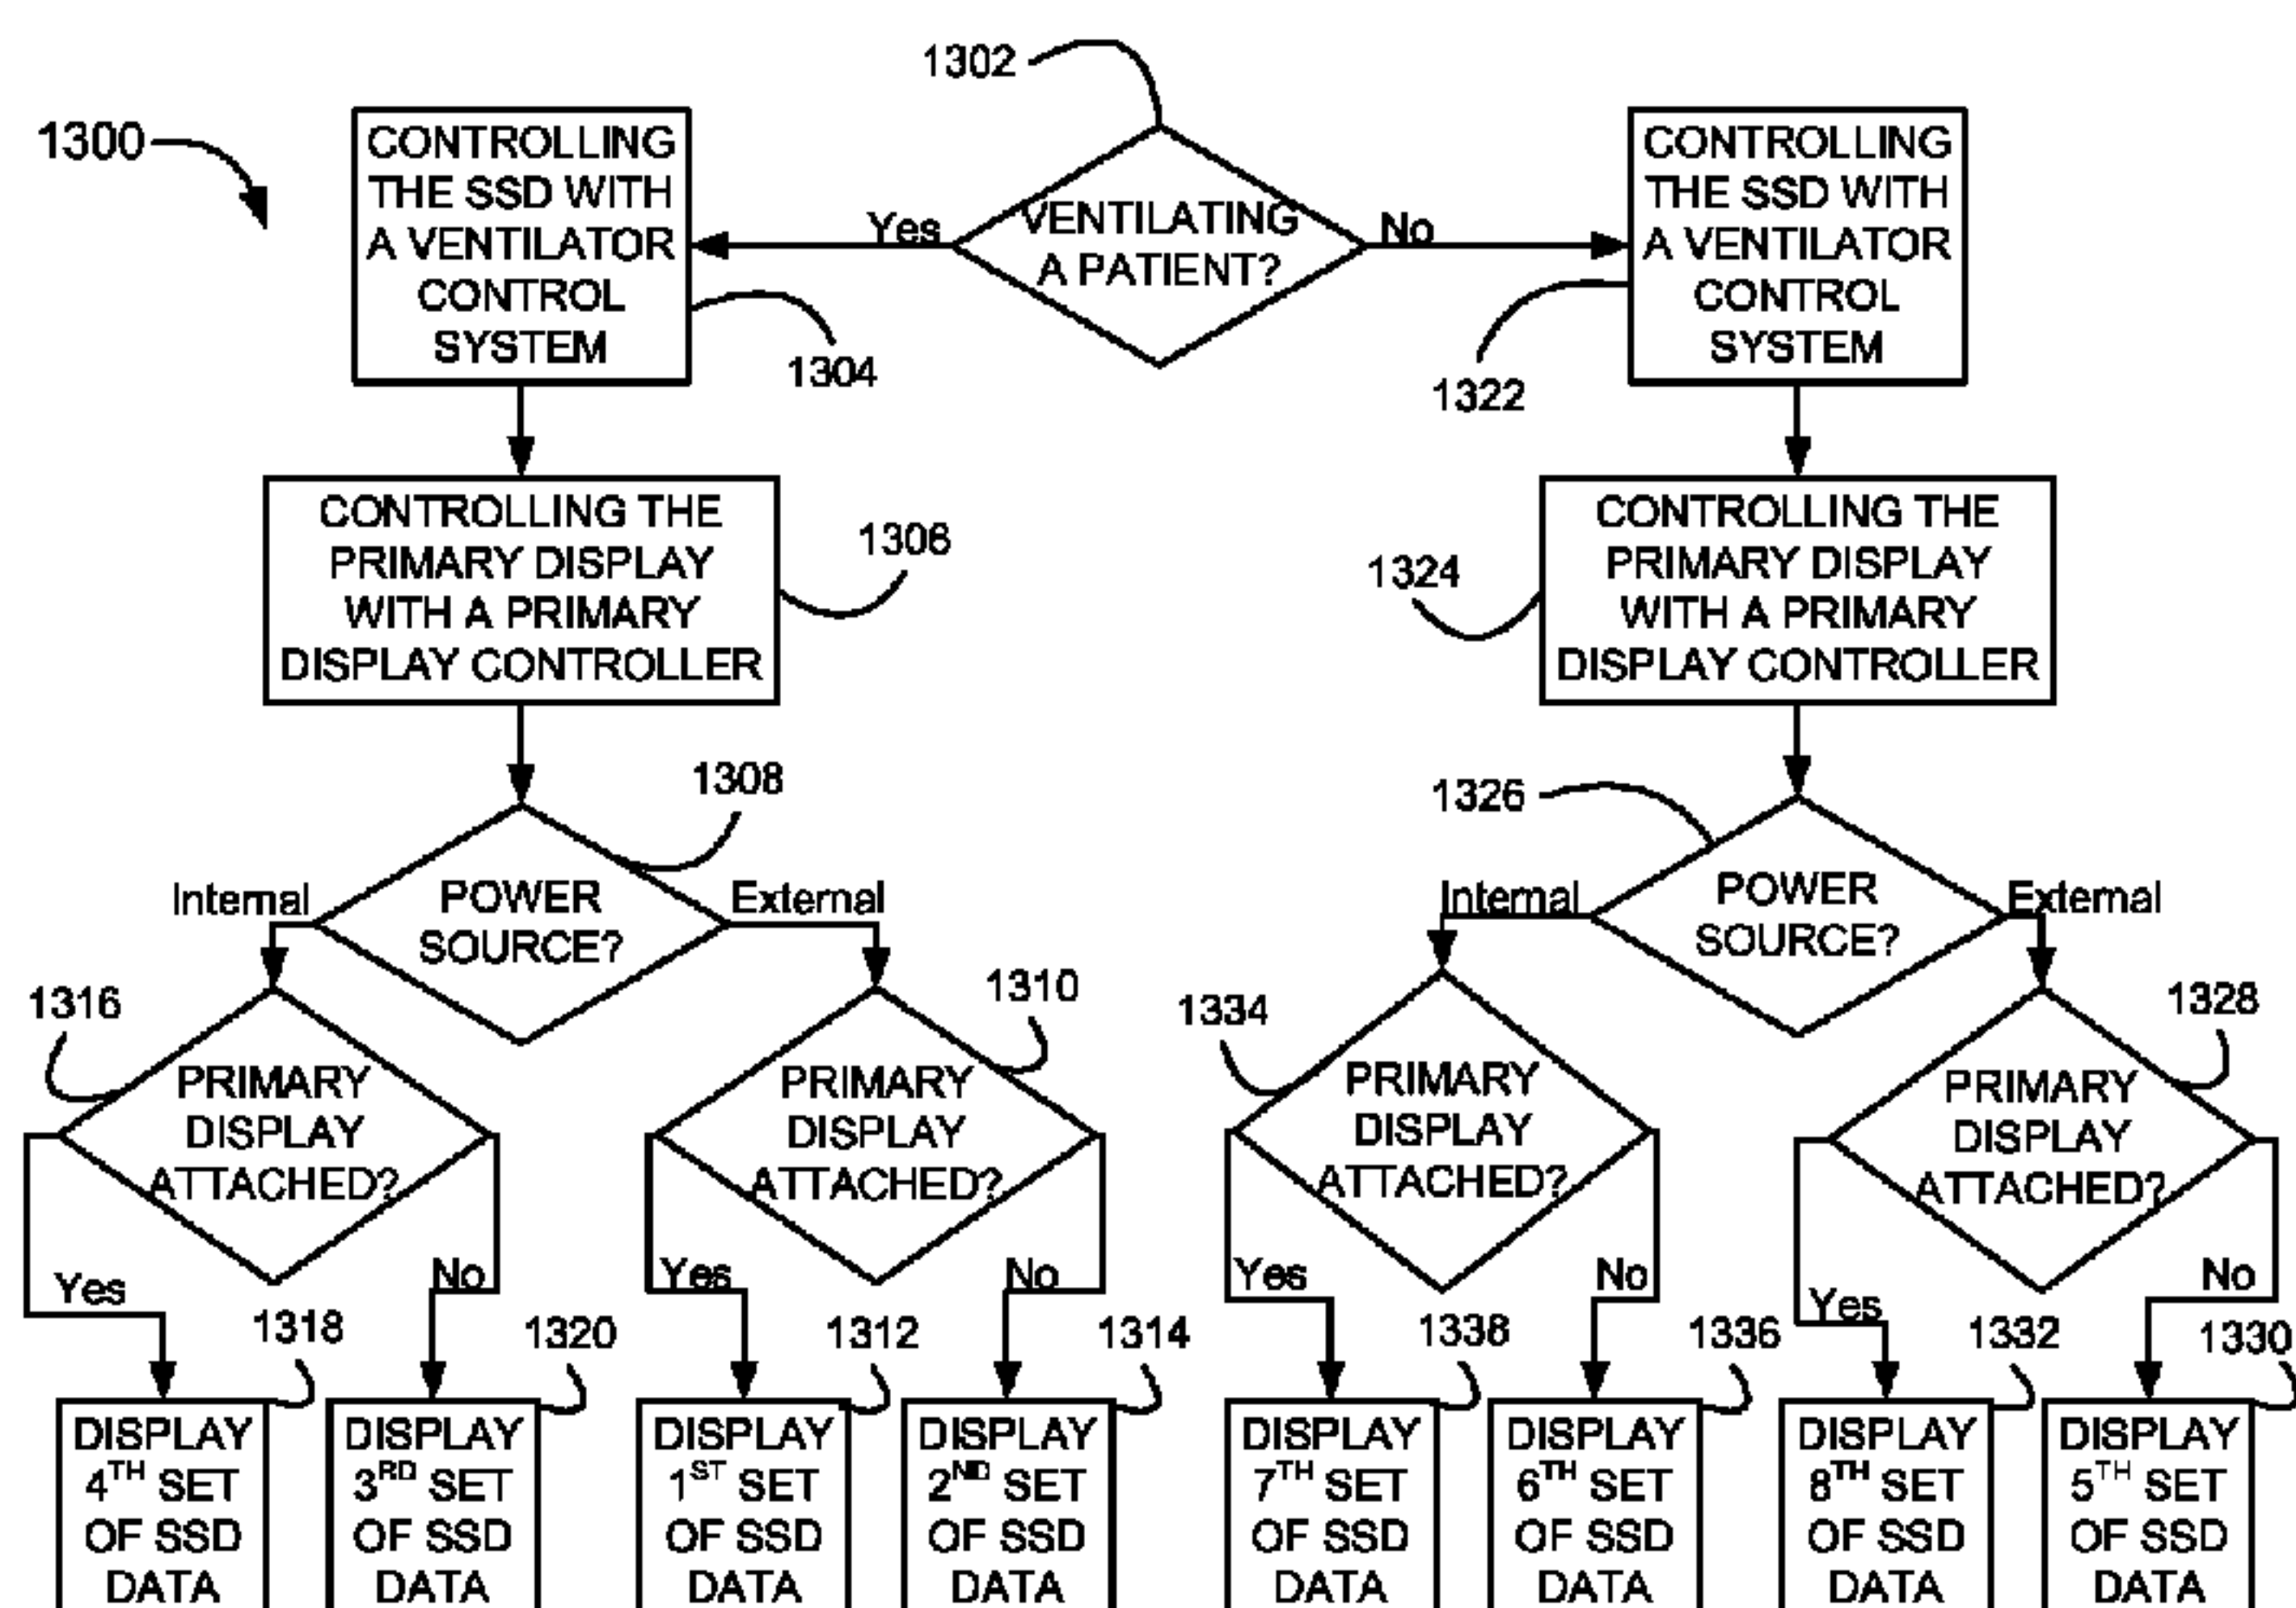 1302
1300
CONTROLLING
THE SSD WITH
A VENTILATOR
CONTROL
SYSTEM
1304
Yes
VENTILATING
A PATIENT?
No
CONTROLLING
THE SSD WITH
A VENTILATOR
CONTROL
SYSTEM
1322
CONTROLLING THE
PRIMARY DISPLAY
WITH A PRIMARY
DISPLAY CONTROLLER
1306
1324
CONTROLLING THE
PRIMARY DISPLAY
WITH A PRIMARY
DISPLAY CONTROLLER
1308
Internal
POWER
SOURCE?
External
1326
Internal
POWER
SOURCE?
External
1316
PRIMARY
DISPLAY
ATTACHED?
Yes
No
1310
PRIMARY
DISPLAY
ATTACHED?
Yes
No
1334
PRIMARY
DISPLAY
ATTACHED?
Yes
No
1328
PRIMARY
DISPLAY
ATTACHED?
Yes
No
1318
DISPLAY
4TH SET
OF SSD
DATA
1320
DISPLAY
3RD SET
OF SSD
DATA
1312
DISPLAY
1ST SET
OF SSD
DATA
1314
DISPLAY
2ND SET
OF SSD
DATA
1338
DISPLAY
7TH SET
OF SSD
DATA
1336
DISPLAY
6TH SET
OF SSD
DATA
1332
DISPLAY
8TH SET
OF SSD
DATA
1330
DISPLAY
5TH SET
OF SSD
DATA